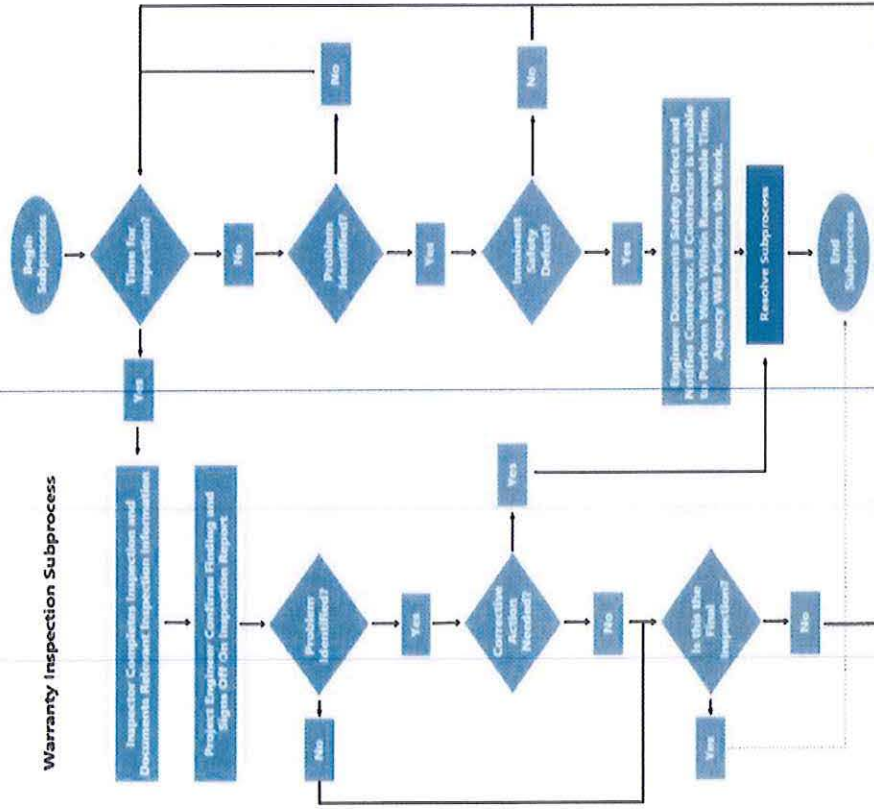 Warranty Inspection Subprocess
Begin
Subprocess
Time for
Inspection?
Yes
No
Inspector Completes Inspection and
Documents Relevant Inspection Information
Project Engineer Confirms Finding and
Signs Off On Inspection Report
Problem
Identified?
No
Yes
Corrective
Action
Needed?
Yes
No
Is this the
Final
Inspection?
Yes
No
Problem
Identified?
No
Yes
Imminent
Safety
Defect?
No
Yes
Engineer Documents Safety Defect and
Notifies Contractor. If Contractor is unable
to Perform Work Within Reasonable Time,
Agency Will Perform the Work.
Resolve Subprocess
End
Subprocess